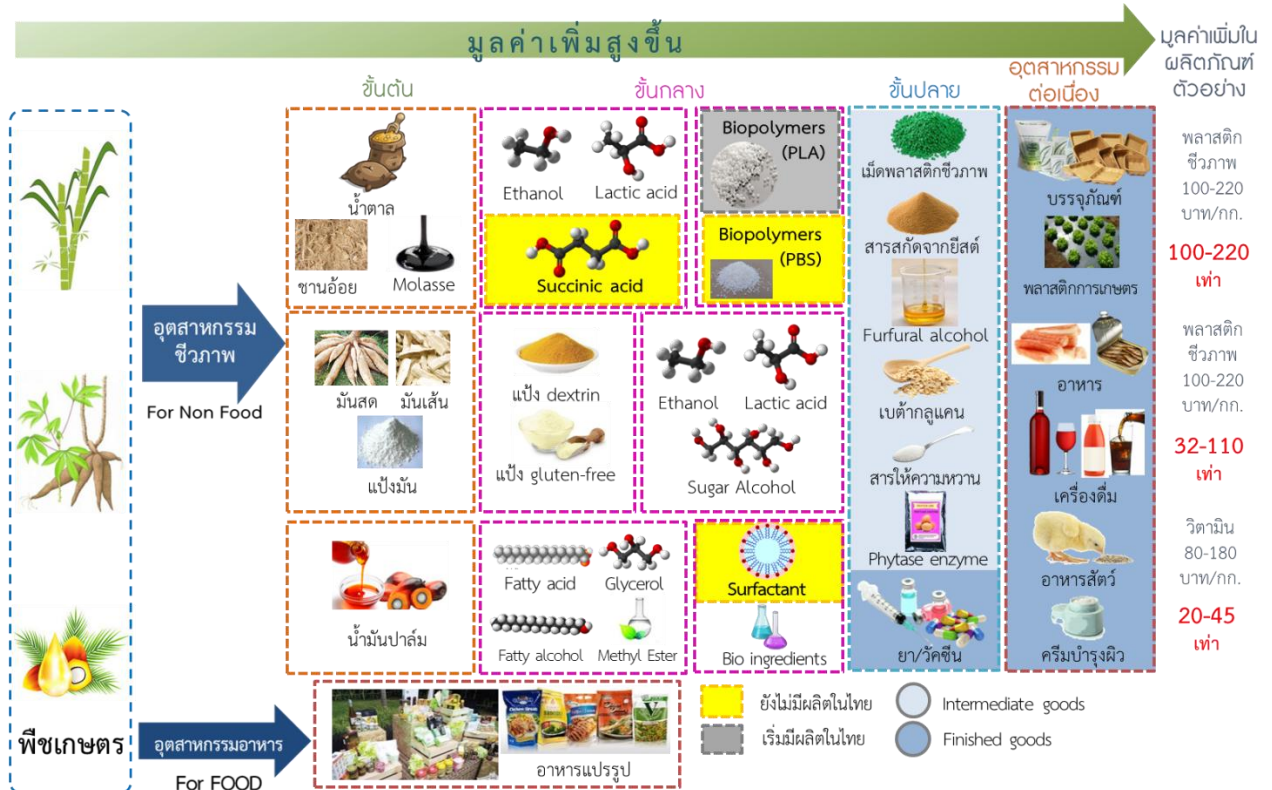 มูลค่าเพิ่มสูงขึ้น
มูลค่าเพิ่มใน
ผลิตภัณฑ์
ตัวอย่าง
ขั้นต้น
ขั้นกลาง
ขั้นปลาย
อุตสาหกรรม
ต่อเนื่อง
น้ำตาล
ชานอ้อย
Molasse
Ethanol
Lactic acid
Succinic acid
Biopolymers
(PLA)
Biopolymers
(PBS)
เม็ดพลาสติกชีวภาพ
สารสกัดจากยีสต์
Furfural alcohol
เบต้ากลูแคน
สารให้ความหวาน
Phytase enzyme
ยา/วัคซีน
บรรจุภัณฑ์
พลาสติกการเกษตร
อาหาร
เครื่องดื่ม
อาหารสัตว์
ครีมบำรุงผิว
พลาสติก
ชีวภาพ
100-220
บาท/กก.
100-220
เท่า
พลาสติก
ชีวภาพ
100-220
บาท/กก.
32-110
เท่า
วิตามิน
80-180
บาท/กก.
20-45
เท่า
อุตสาหกรรม
ชีวภาพ
For Non Food
มันสด
มันเส้น
แป้งมัน
แป้ง dextrin
แป้ง gluten-free
Ethanol
Lactic acid
Sugar Alcohol
น้ำมันปาล์ม
Fatty acid
Glycerol
Fatty alcohol
Methyl Ester
Surfactant
Bio ingredients
พืชเกษตร
อุตสาหกรรมอาหาร
For FOOD
อาหารแปรรูป
ยังไม่มีผลิตในไทย
เริ่มมีผลิตในไทย
Intermediate goods
Finished goods